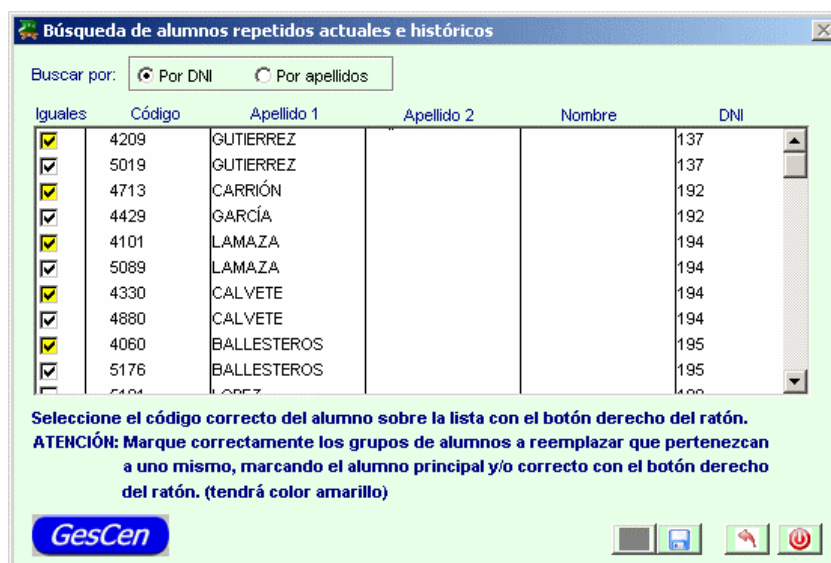 Búsqueda de alumnos repetidos actuales e históricos
Buscar por: Por DNI Por apellidos
Iguales Código Apellido 1 Apellido 2 Nombre DNI
4209 GUTIERREZ 137
5019 GUTIERREZ 137
4713 CARRIÓN 192
4429 GARCÍA 192
4101 LAMAZA 194
5089 LAMAZA 194
4330 CALVETE 194
4880 CALVETE 194
4060 BALLESTEROS 195
5176 BALLESTEROS 195
Seleccione el código correcto del alumno sobre la lista con el botón derecho del ratón.
ATENCIÓN: Marque correctamente los grupos de alumnos a reemplazar que pertenezcan
a uno mismo, marcando el alumno principal y/o correcto con el botón derecho
del ratón. (tendrá color amarillo)
GesCen